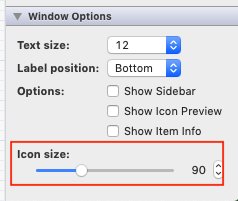 Window Options
Text size: 12
Label position: Bottom
Options: Show Sidebar
Show Icon Preview
Show Item Info
Icon size:
90